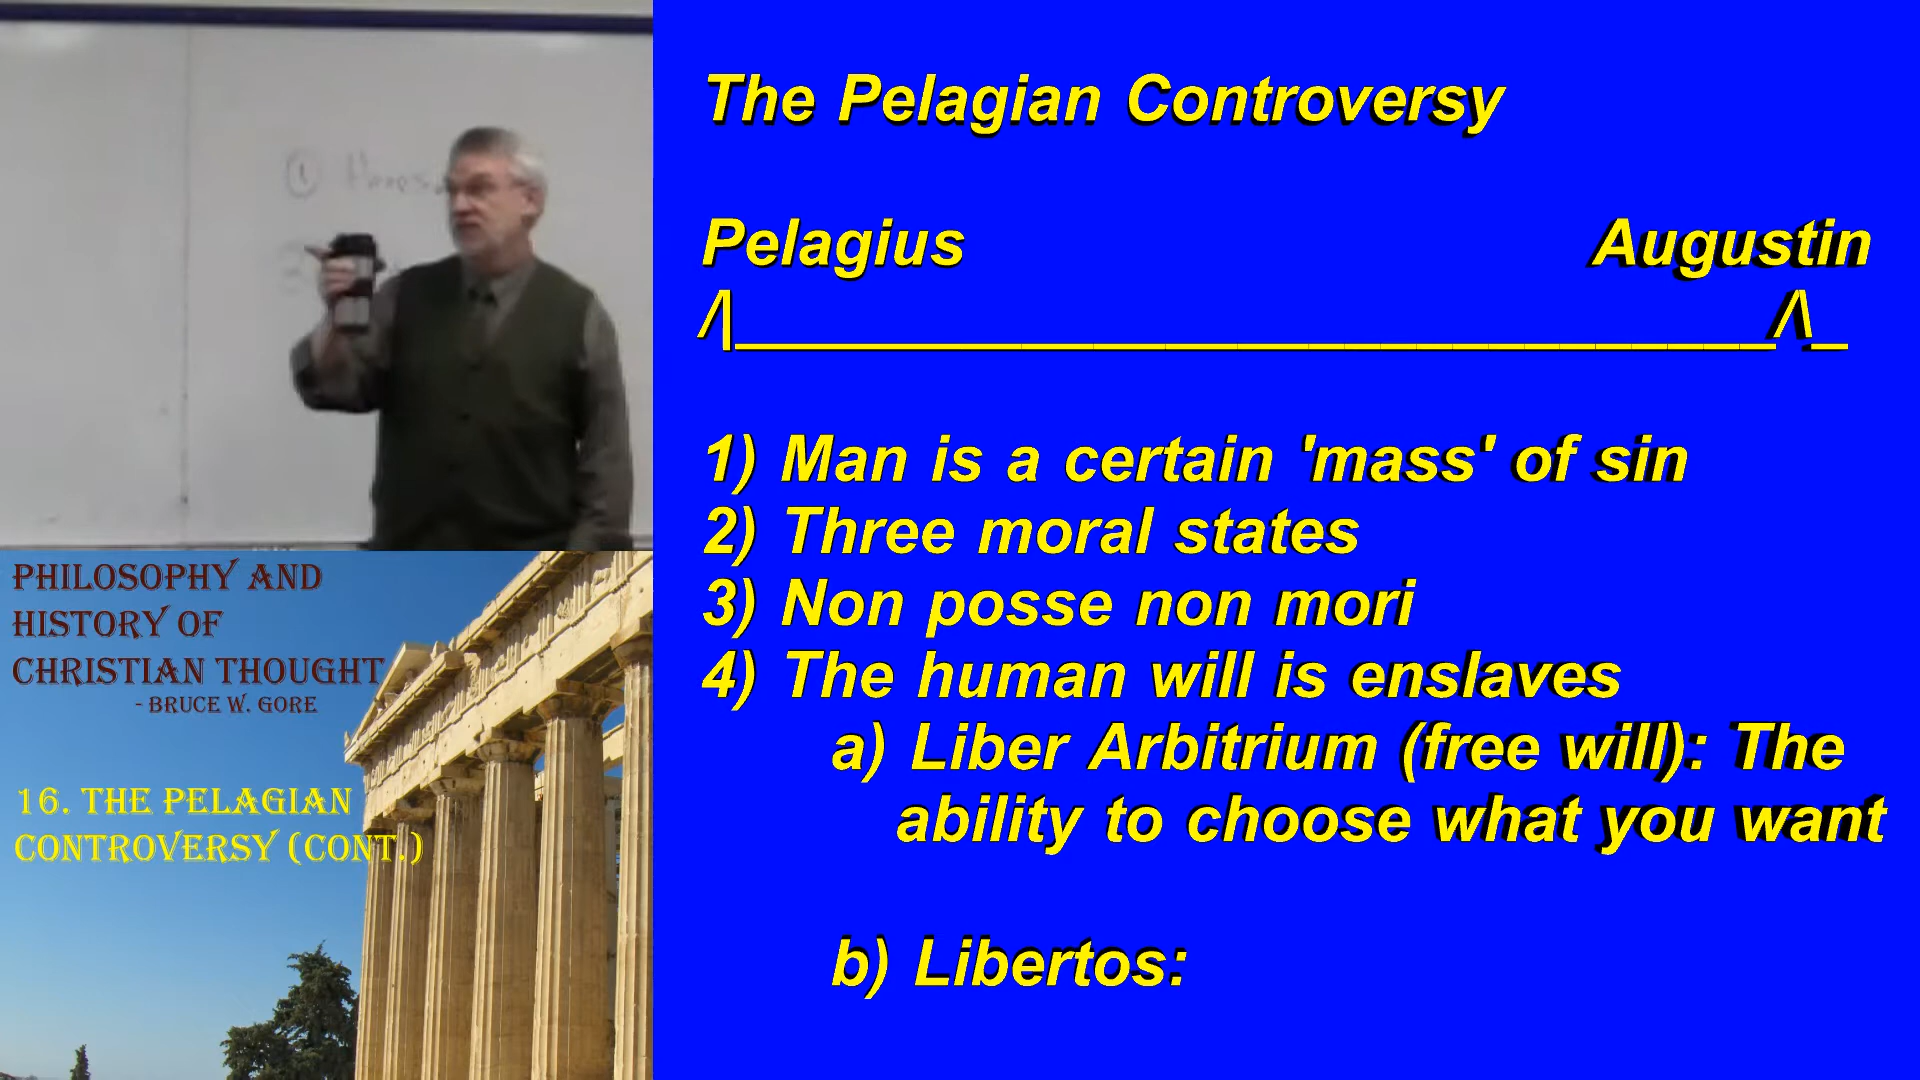 The Pelagian Controversy
Pelagius Augustin
/\_____________________________/\_
1) Man is a certain 'mass' of sin
2) Three moral states
3) Non posse non mori
4) The human will is enslaves
a) Liber Arbitrium (free will): The
ability to choose what you want
b) Libertos:
①
PHILOSOPHY AND
HISTORY OF
CHRISTIAN THOUGHT
- BRUCE W. GORE
16. THE PELAGIAN
CONTROVERSY (CONT.)